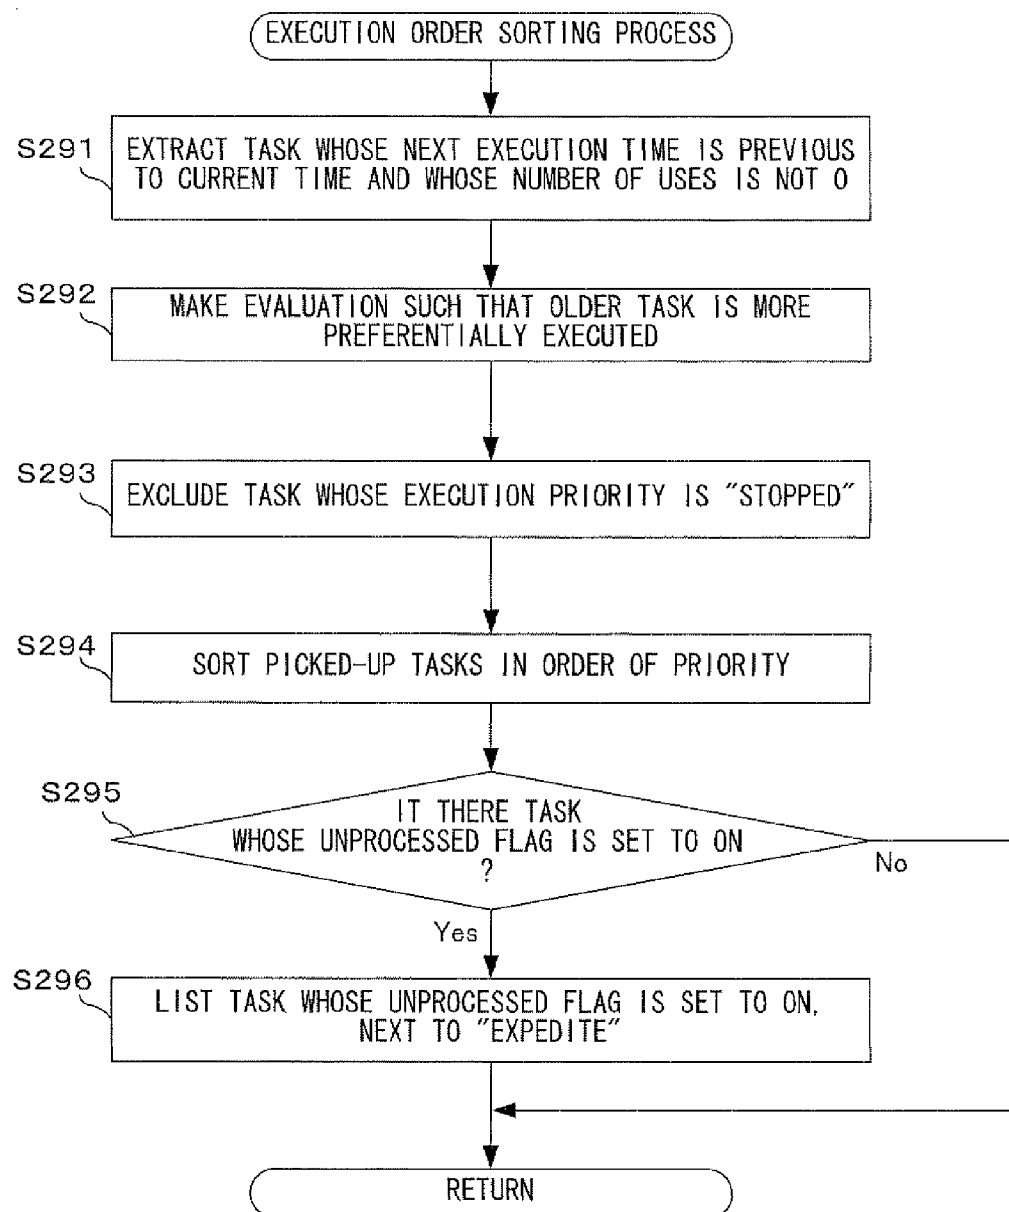 EXECUTION ORDER SORTING PROCESS
S291
EXTRACT TASK WHOSE NEXT EXECUTION TIME IS PREVIOUS
TO CURRENT TIME AND WHOSE NUMBER OF USES IS NOT 0
S292
MAKE EVALUATION SUCH THAT OLDER TASK IS MORE
PREFERENTIALLY EXECUTED
S293
EXCLUDE TASK WHOSE EXECUTION PRIORITY IS "STOPPED"
S294
SORT PICKED-UP TASKS IN ORDER OF PRIORITY
S295
IT THERE TASK
WHOSE UNPROCESSED FLAG IS SET TO ON
?
No
Yes
S296
LIST TASK WHOSE UNPROCESSED FLAG IS SET TO ON,
NEXT TO "EXPEDITE"
RETURN